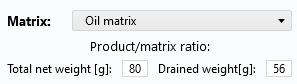 Matrix: Oil matrix
Product/matrix ratio:
Total net weight [g]: 80 Drained weight[g]: 56